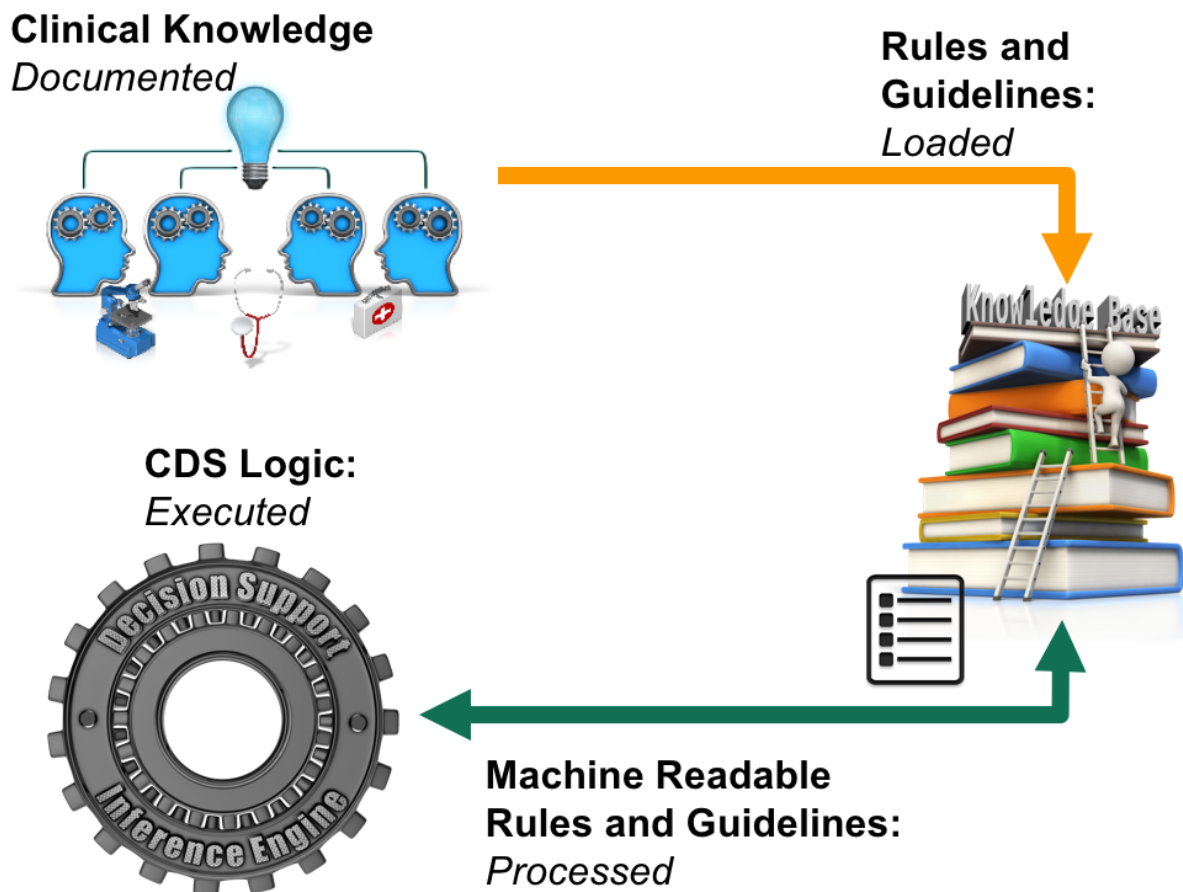 Clinical Knowledge
Documented
Rules and
Guidelines:
Loaded
Knowledge Base
CDS Logic:
Executed
Decision Support
Inference Engine
Machine Readable
Rules and Guidelines:
Processed